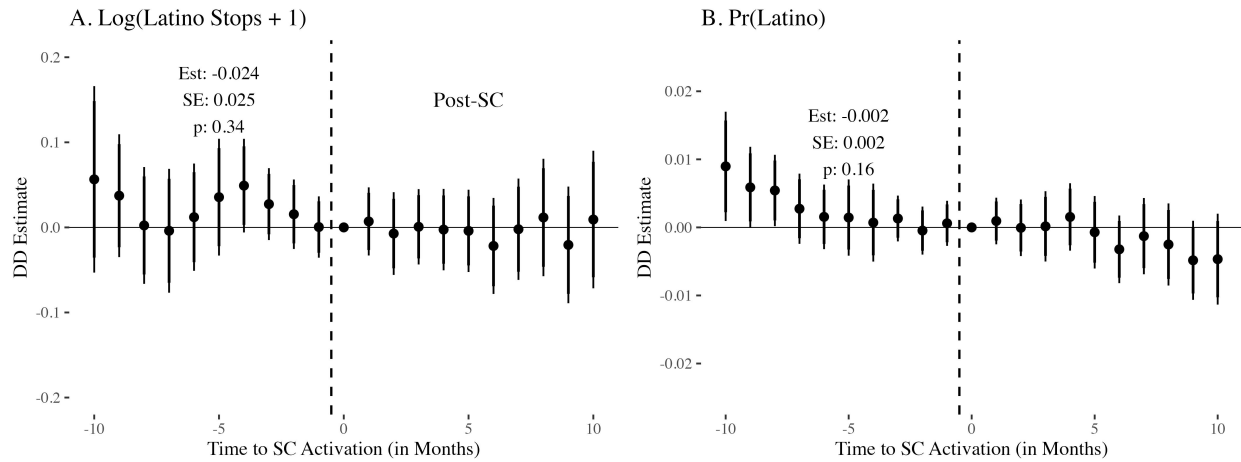 A. Log(Latino Stops + 1)
DD Estimate
0.2
0.1
0.0
-0.1
-0.2
Est: -0.024
SE: 0.025
p: 0.34
Post-SC
-10 -5 0 5 10
Time to SC Activation (in Months)
B. Pr(Latino)
DD Estimate
0.02
0.01
0.00
-0.01
-0.02
Est: -0.002
SE: 0.002
p: 0.16
-10 -5 0 5 10
Time to SC Activation (in Months)